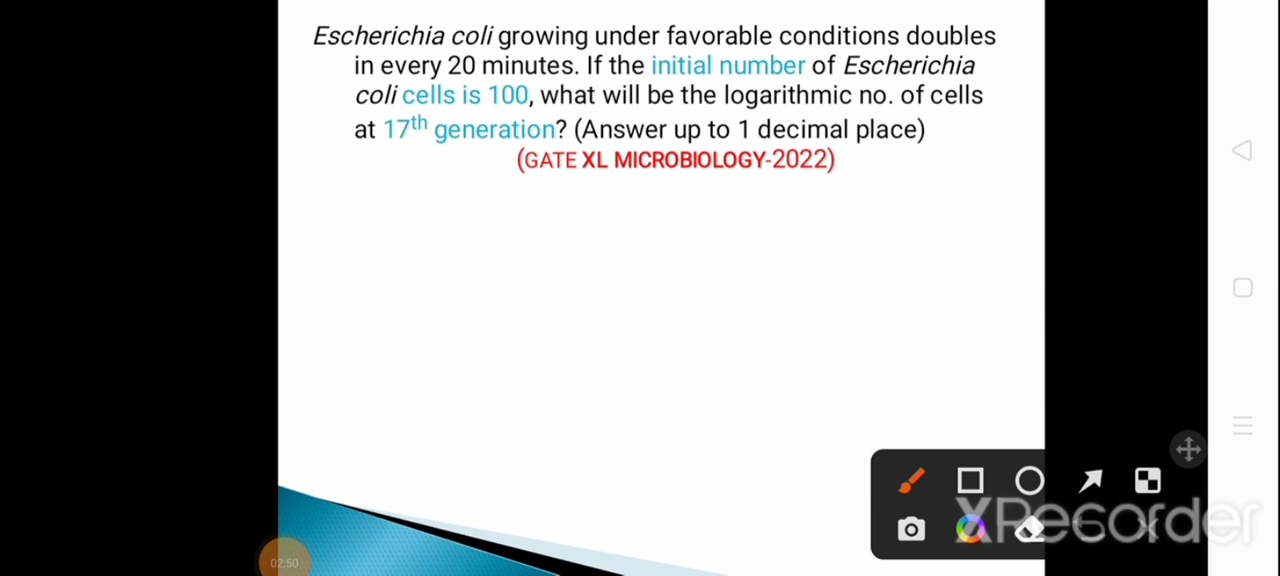 Escherichia coli growing under favorable conditions doubles
in every 20 minutes. If the initial number of Escherichia
coli cells is 100, what will be the logarithmic no. of cells
at 17th generation? (Answer up to 1 decimal place)
(GATE XL MICROBIOLOGY-2022)
XRecorder
02:50